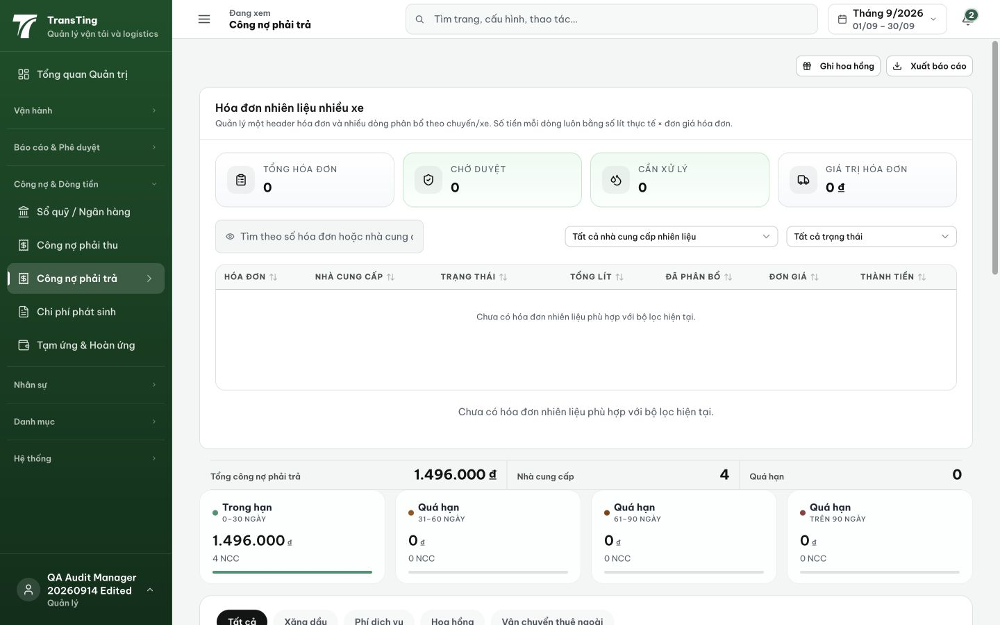 TransTing
Quản lý vận tải và logistics
Tổng quan Quản trị
Vận hành
Báo cáo & Phê duyệt
Công nợ & Dòng tiền
Sổ quỹ / Ngân hàng
Công nợ phải thu
Công nợ phải trả
Chi phí phát sinh
Tạm ứng & Hoàn ứng
Nhân sự
Danh mục
Hệ thống
QA Audit Manager
20260914 Edited
Quản lý
Đang xem
Công nợ phải trả
Tìm trang, cấu hình, thao tác...
Tháng 9/2026
01/09 – 30/09
2
Ghi hoa hồng
Xuất báo cáo
Hóa đơn nhiên liệu nhiều xe
Quản lý một header hóa đơn và nhiều dòng phân bổ theo chuyến/xe. Số tiền mỗi dòng luôn bằng số lít thực tế × đơn giá hóa đơn.
TỔNG HÓA ĐƠN
0
CHỜ DUYỆT
0
CẦN XỬ LÝ
0
GIÁ TRỊ HÓA ĐƠN
0 ₫
Tìm theo số hóa đơn hoặc nhà cung
Tất cả nhà cung cấp nhiên liệu
Tất cả trạng thái
HÓA ĐƠN NHÀ CUNG CẤP TRẠNG THÁI TỔNG LÍT ĐÃ PHÂN BỔ ĐƠN GIÁ THÀNH TIỀN
Chưa có hóa đơn nhiên liệu phù hợp với bộ lọc hiện tại.
Chưa có hóa đơn nhiên liệu phù hợp với bộ lọc hiện tại.
Tổng công nợ phải trả 1.496.000 ₫
Nhà cung cấp 4
Quá hạn 0
Trong hạn
0–30 NGÀY
1.496.000 ₫
4 NCC
Quá hạn
31–60 NGÀY
0 ₫
0 NCC
Quá hạn
61–90 NGÀY
0 ₫
0 NCC
Quá hạn
TRÊN 90 NGÀY
0 ₫
0 NCC
Tất cả
Xăng dầu
Phí dịch vụ
Hoa hồng
Vận chuyển thuê ngoài